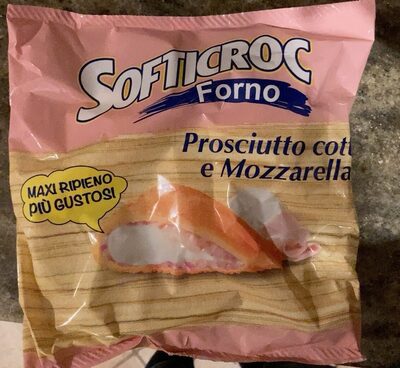 SOFTICROC
Forno
Prosciutto cott
e Mozzarella
MAXI RIPIENO
PIÙ GUSTOSI